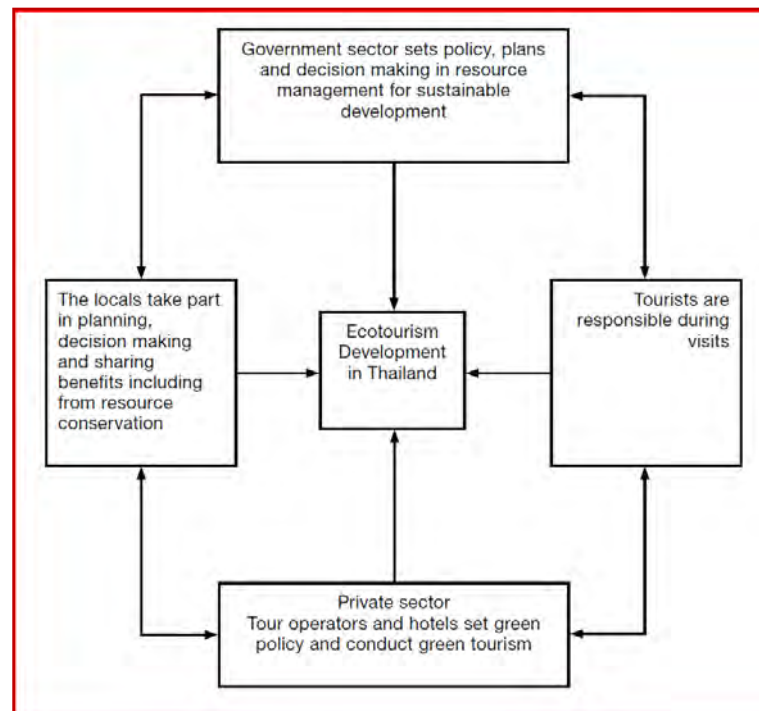 Government sector sets policy, plans
and decision making in resource
management for sustainable
development
The locals take part
in planning,
decision making
and sharing
benefits including
from resource
conservation
Ecotourism
Development
in Thailand
Tourists are
responsible during
visits
Private sector
Tour operators and hotels set green
policy and conduct green tourism